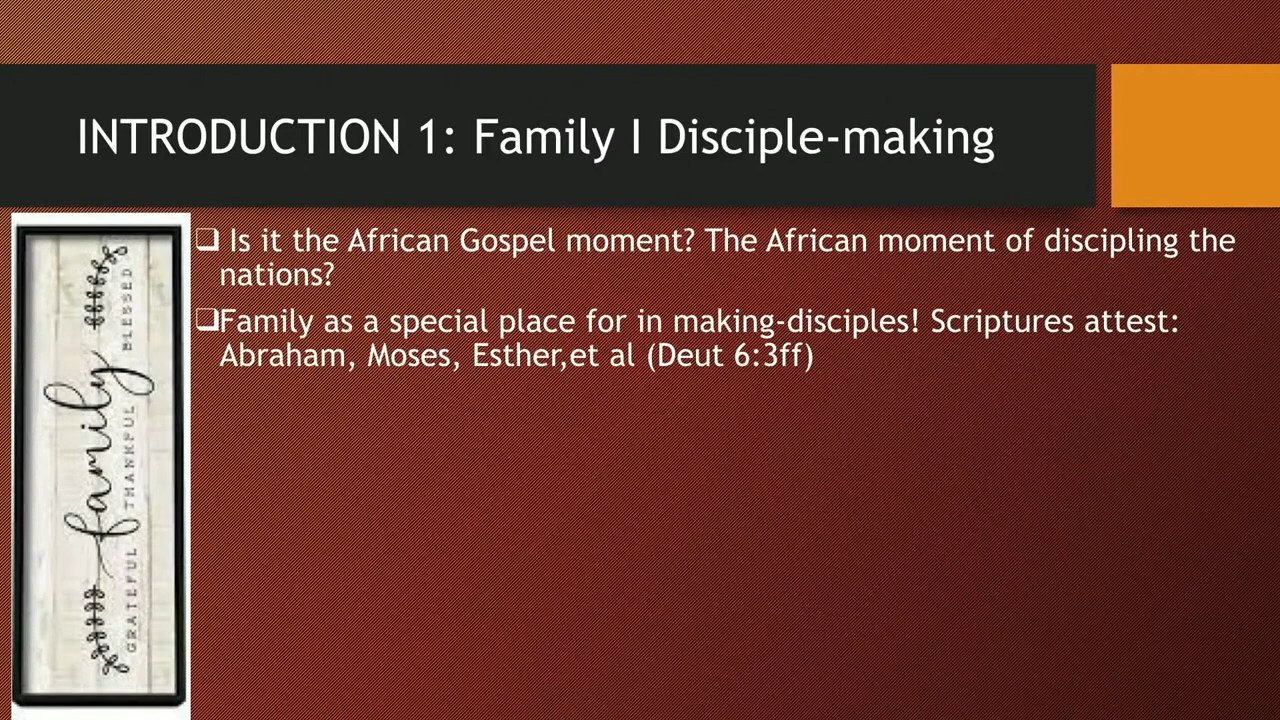 INTRODUCTION 1: Family I Disciple-making
❑ Is it the African Gospel moment? The African moment of discipling the
nations?
❑Family as a special place for in making-disciples! Scriptures attest:
Abraham, Moses, Esther,et al (Deut 6:3ff)
family
GRATEFUL THANKFUL BLESSED